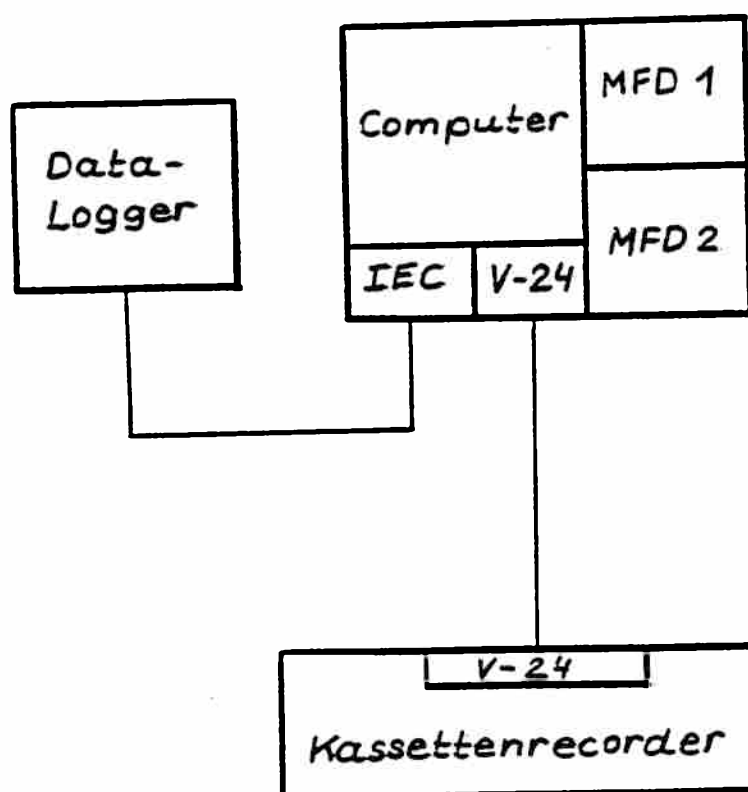 Data-
Logger
Computer
MFD 1
MFD 2
IEC
V-24
V-24
Kassettenrecorder